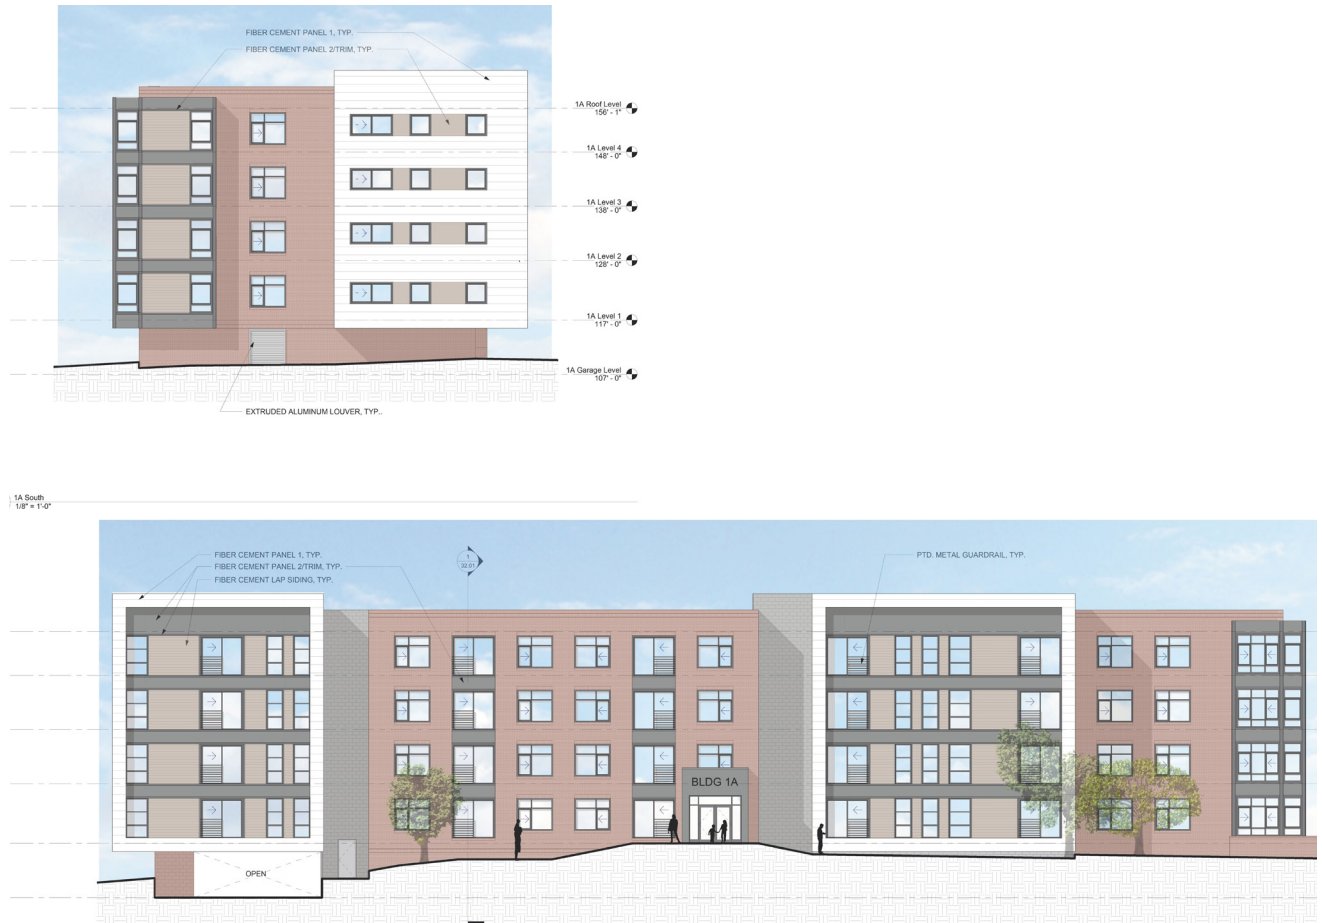 FIBER CEMENT PANEL 1, TYP.
FIBER CEMENT PANEL 2/TRIM, TYP.
1A Roof Level
156' - 1"
1A Level 4
148' - 0"
1A Level 3
138' - 0"
1A Level 2
128' - 0"
1A Level 1
117' - 0"
1A Garage Level
107' - 0"
EXTRUDED ALUMINUM LOUVER, TYP..
1A South
1/8" = 1'-0"
FIBER CEMENT PANEL 1, TYP.
FIBER CEMENT PANEL 2/TRIM, TYP.
FIBER CEMENT LAP SIDING, TYP.
1
32.01
PTD. METAL GUARDRAIL, TYP.
BLDG 1A
OPEN